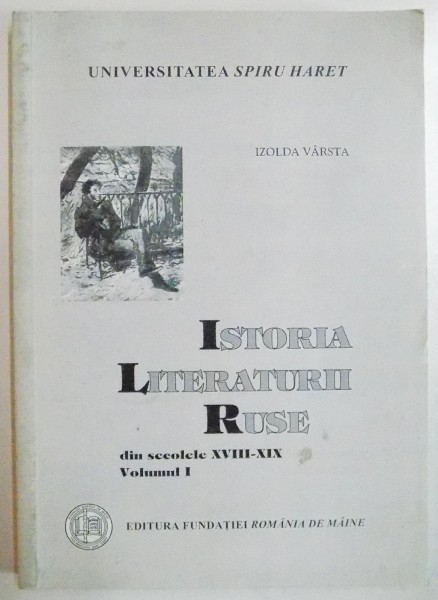 UNIVERSITATEA SPIRU HARET
IZOLDA VÂRSTA
ISTORIA
LITERATURII
RUSE
din secolele XVIII-XIX
Volumul I
EDITURA FUNDAȚIEI ROMÂNIA DE MÂINE